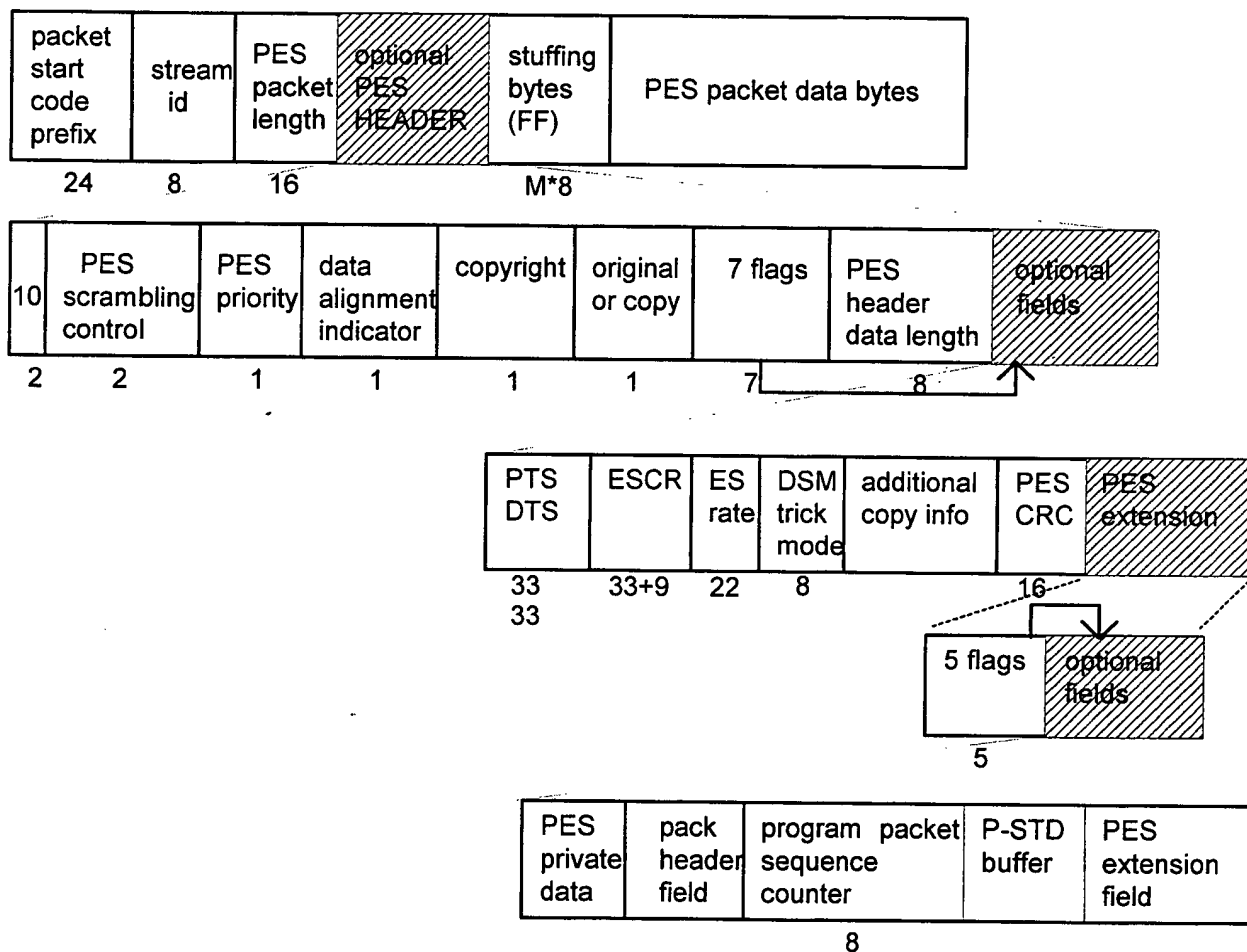 packet start code prefix
stream id
PES packet length
optional PES HEADER
stuffing bytes (FF)
PES packet data bytes
24
8
16
M*8
10
PES scrambling control
PES priority
data alignment indicator
copyright
original or copy
7 flags
PES header data length
optional fields
2
2
1
1
1
1
7
8
PTS DTS
ESCR
ES rate
DSM trick mode
additional copy info
PES CRC
PES extension
33
33
33+9
22
8
16
5 flags
optional fields
5
PES private data
pack header field
program packet sequence counter
P-STD buffer
PES extension field
8